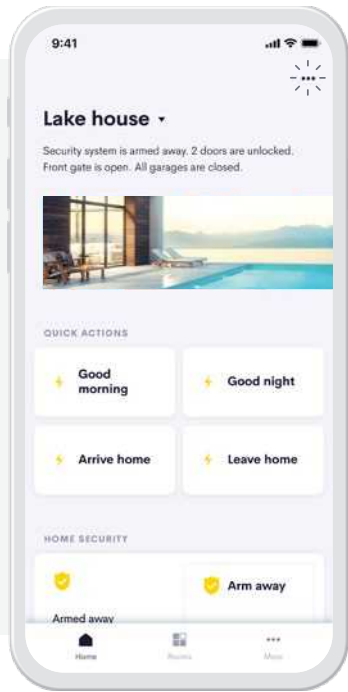 9:41
Lake house
Security system is armed away. 2 doors are unlocked.
Front gate is open. All garages are closed.
QUICK ACTIONS
Good
morning
Good night
Arrive home
Leave home
HOME SECURITY
Arm away
Armed away
Home
Rooms
More